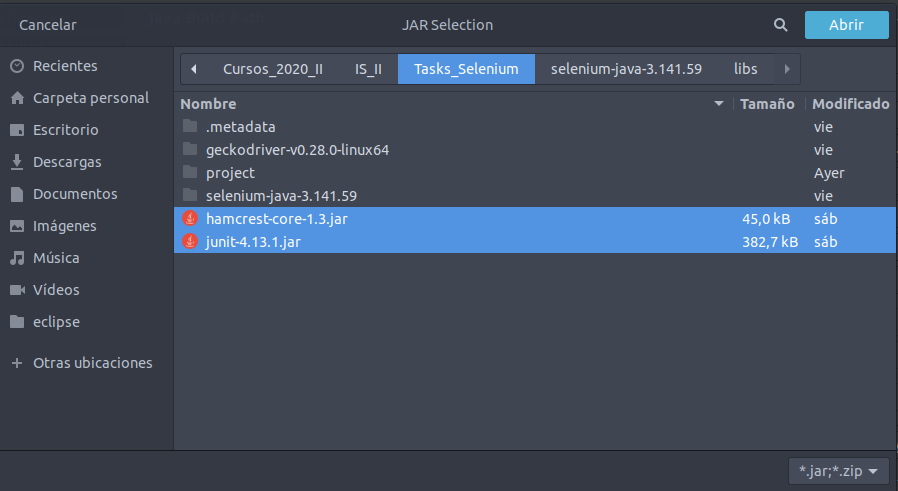 Cancelar JAR Selection Abrir
Recientes
Carpeta personal
Escritorio
Descargas
Documentos
Imágenes
Música
Vídeos
eclipse
Otras ubicaciones
Cursos_2020_II IS_II Tasks_Selenium selenium-java-3.141.59 libs
Nombre Tamaño Modificado
.metadata vie
geckodriver-v0.28.0-linux64 vie
project Ayer
selenium-java-3.141.59 vie
hamcrest-core-1.3.jar 45,0 kB sáb
junit-4.13.1.jar 382,7 kB sáb
*.jar;*.zip